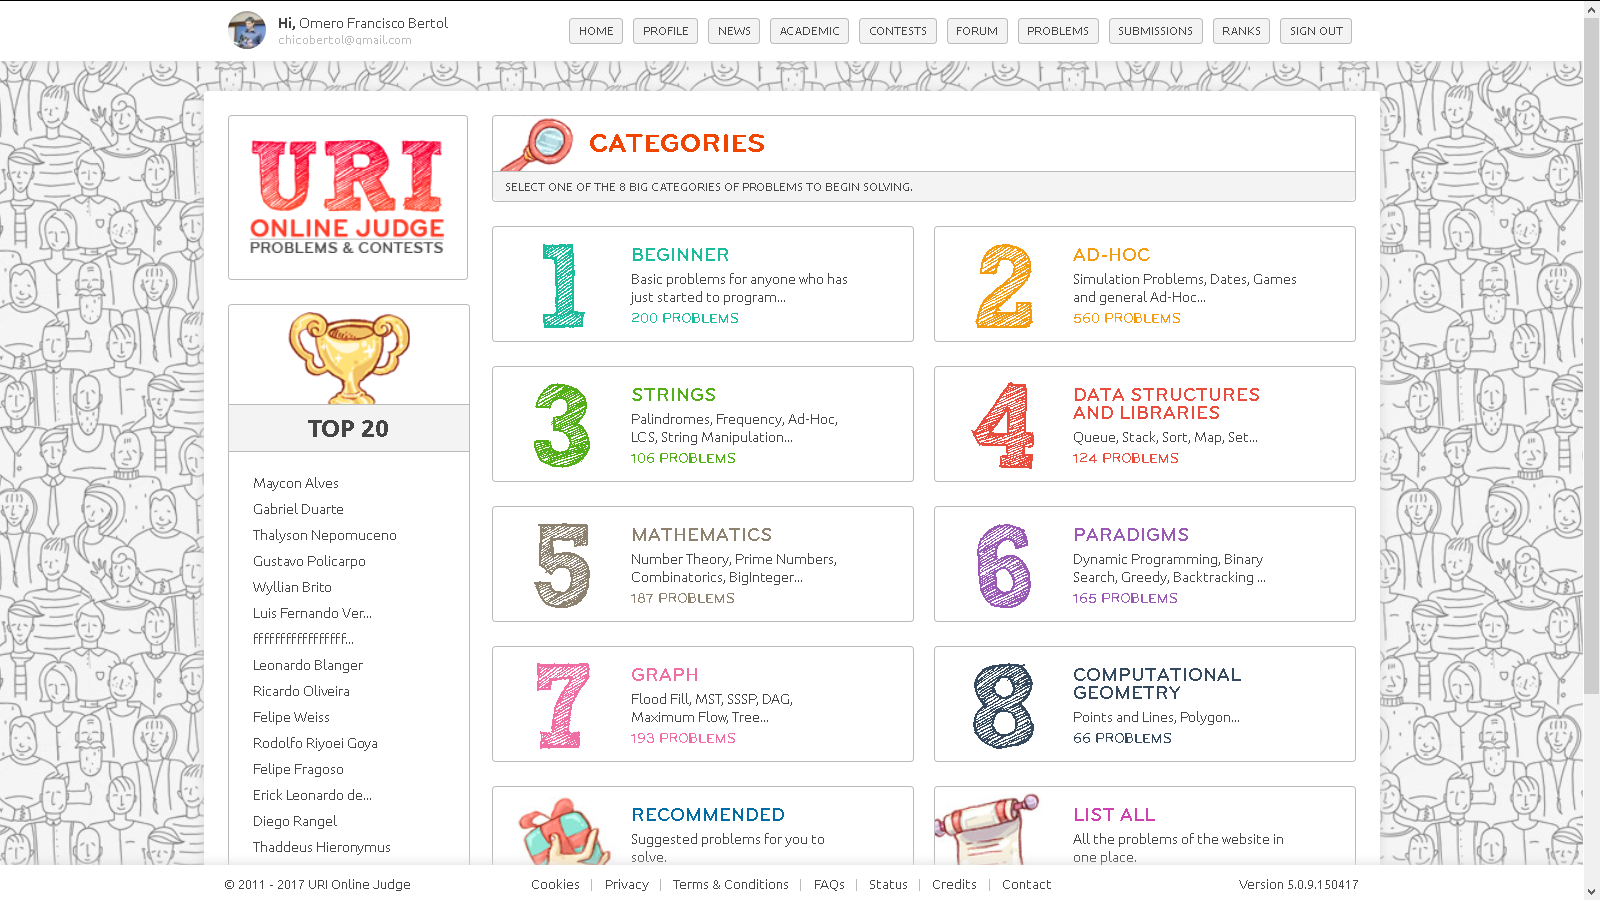 Hi, Omero Francisco Bertol
chicobertol@gmail.com
HOME
PROFILE
NEWS
ACADEMIC
CONTESTS
FORUM
PROBLEMS
SUBMISSIONS
RANKS
SIGN OUT
URI
ONLINE JUDGE
PROBLEMS & CONTESTS
TOP 20
Maycon Alves
Gabriel Duarte
Thalyson Nepomuceno
Gustavo Policarpo
Wyllian Brito
Luis Fernando Ver...
ffffffffffffffffff...
Leonardo Blanger
Ricardo Oliveira
Felipe Weiss
Rodolfo Riyoei Goya
Felipe Fragoso
Erick Leonardo de...
Diego Rangel
Thaddeus Hieronymus
CATEGORIES
SELECT ONE OF THE 8 BIG CATEGORIES OF PROBLEMS TO BEGIN SOLVING.
1
BEGINNER
Basic problems for anyone who has
just started to program...
200 PROBLEMS
2
AD-HOC
Simulation Problems, Dates, Games
and general Ad-Hoc...
560 PROBLEMS
3
STRINGS
Palindromes, Frequency, Ad-Hoc,
LCS, String Manipulation...
106 PROBLEMS
4
DATA STRUCTURES
AND LIBRARIES
Queue, Stack, Sort, Map, Set...
124 PROBLEMS
5
MATHEMATICS
Number Theory, Prime Numbers,
Combinatorics, BigInteger...
187 PROBLEMS
6
PARADIGMS
Dynamic Programming, Binary
Search, Greedy, Backtracking ...
165 PROBLEMS
7
GRAPH
Flood Fill, MST, SSSP, DAG,
Maximum Flow, Tree...
193 PROBLEMS
8
COMPUTATIONAL
GEOMETRY
Points and Lines, Polygon...
66 PROBLEMS
RECOMMENDED
Suggested problems for you to
solve.
LIST ALL
All the problems of the website in
one place.
© 2011 - 2017 URI Online Judge
Cookies
Privacy
Terms & Conditions
FAQs
Status
Credits
Contact
Version 5.0.9.150417